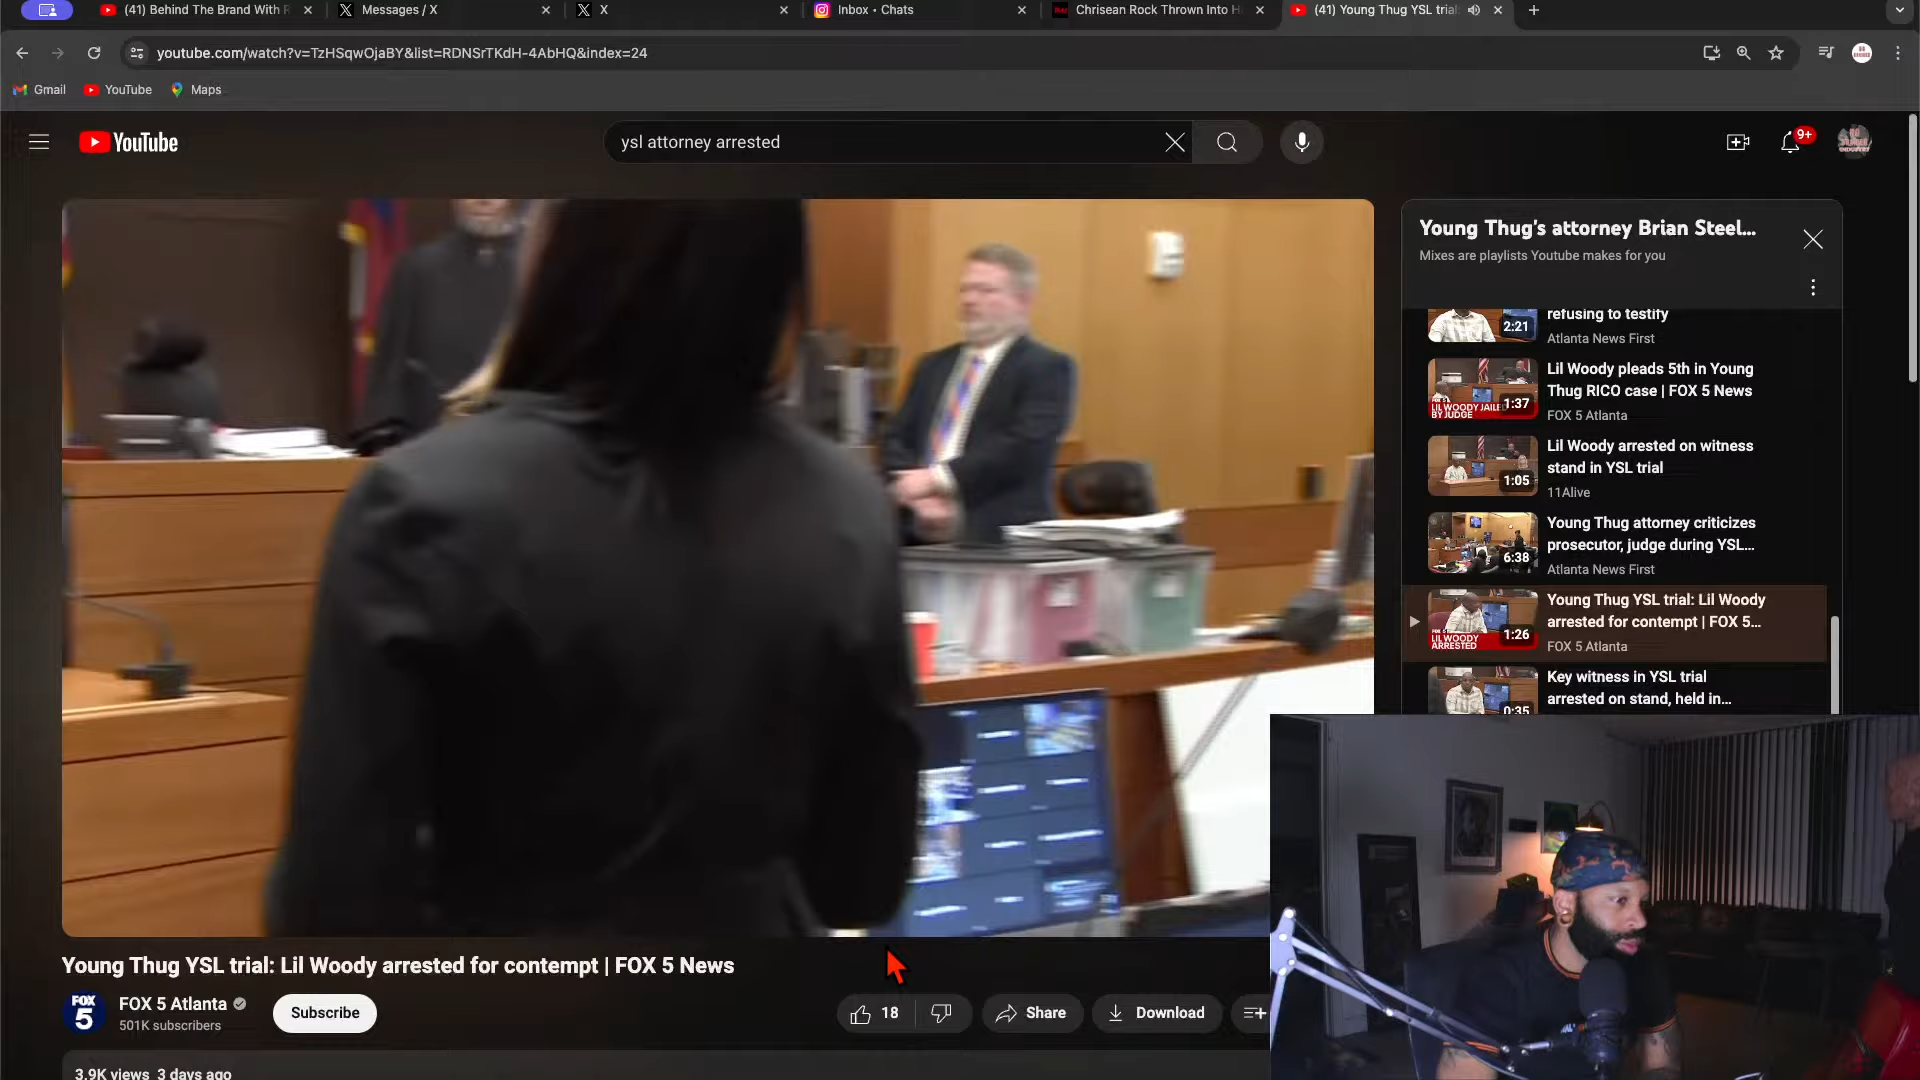 (41) Behind The Brand With R
Messages / X
X
Inbox • Chats
Chrisean Rock Thrown Into H
(41) Young Thug YSL trial
youtube.com/watch?v=TzHSqwOjaBY&list=RDNSrTKdH-4AbHQ&index=24
Gmail
YouTube
Maps
YouTube
ysl attorney arrested
9+
Young Thug's attorney Brian Steel...
Mixes are playlists Youtube makes for you
2:21
refusing to testify
Atlanta News First
LIL WOODY JAILED
BY JUDGE
1:37
Lil Woody pleads 5th in Young
Thug RICO case | FOX 5 News
FOX 5 Atlanta
1:05
Lil Woody arrested on witness
stand in YSL trial
11Alive
6:38
Young Thug attorney criticizes
prosecutor, judge during YSL...
Atlanta News First
LIL WOODY
ARRESTED
1:26
Young Thug YSL trial: Lil Woody
arrested for contempt | FOX 5...
FOX 5 Atlanta
0:35
Key witness in YSL trial
arrested on stand, held in...
Young Thug YSL trial: Lil Woody arrested for contempt | FOX 5 News
FOX 5
FOX 5 Atlanta
501K subscribers
Subscribe
18
Share
Download
3.9K views 3 days ago